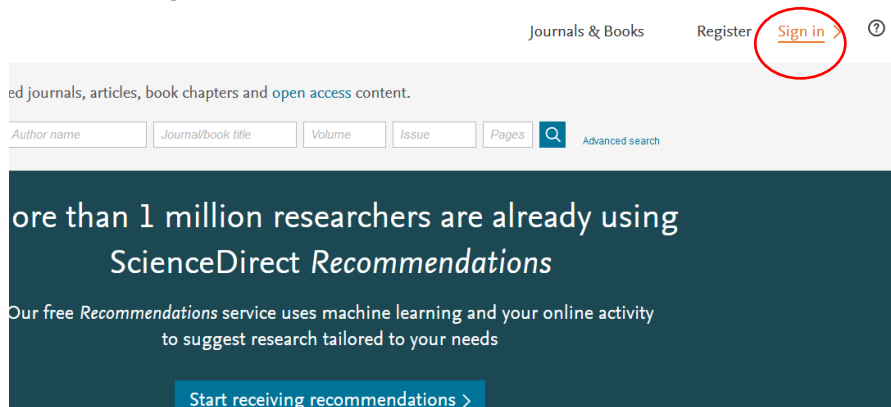 Journals & Books Register Sign in >
ed journals, articles, book chapters and open access content.
Author name Journal/book title Volume Issue Pages Advanced search
ore than 1 million researchers are already using
ScienceDirect Recommendations
Our free Recommendations service uses machine learning and your online activity
to suggest research tailored to your needs
Start receiving recommendations >